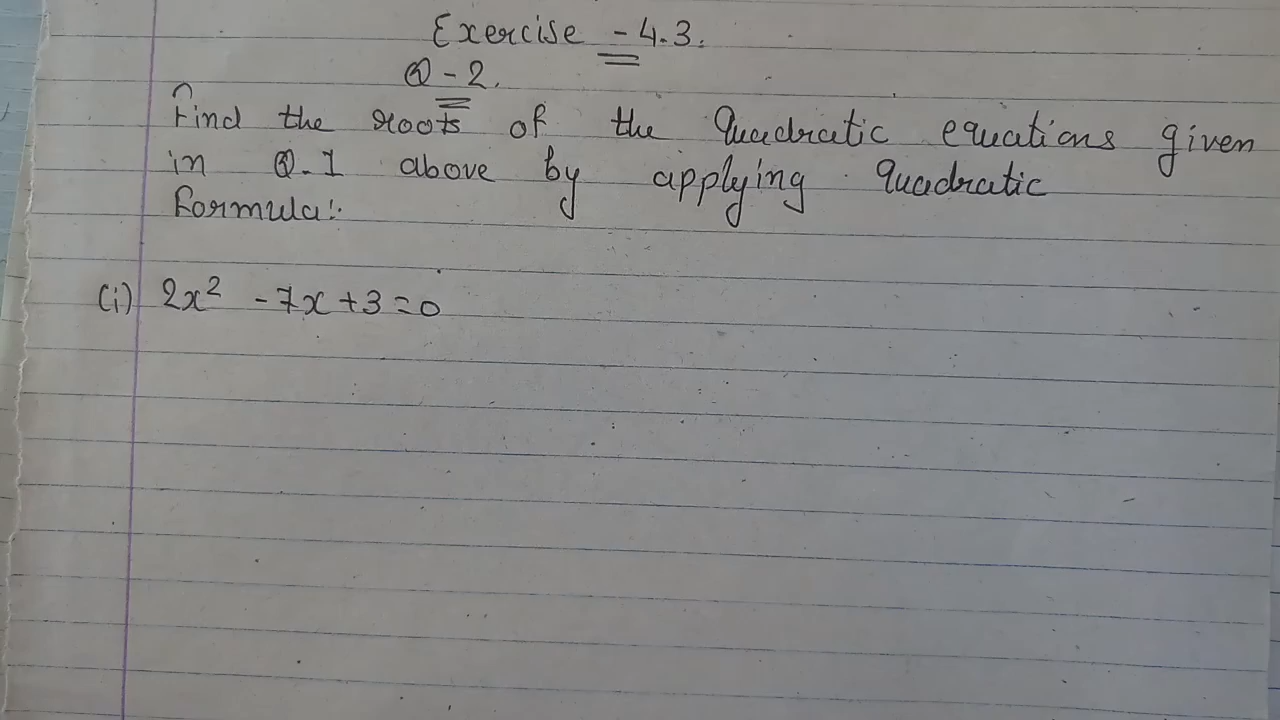 Exercise - 4.3.
Q - 2.
Find the roots of the Quadratic equations given
in Q.1 above by applying Quadratic
formula:.
(i) 2x² - 7x + 3 = 0